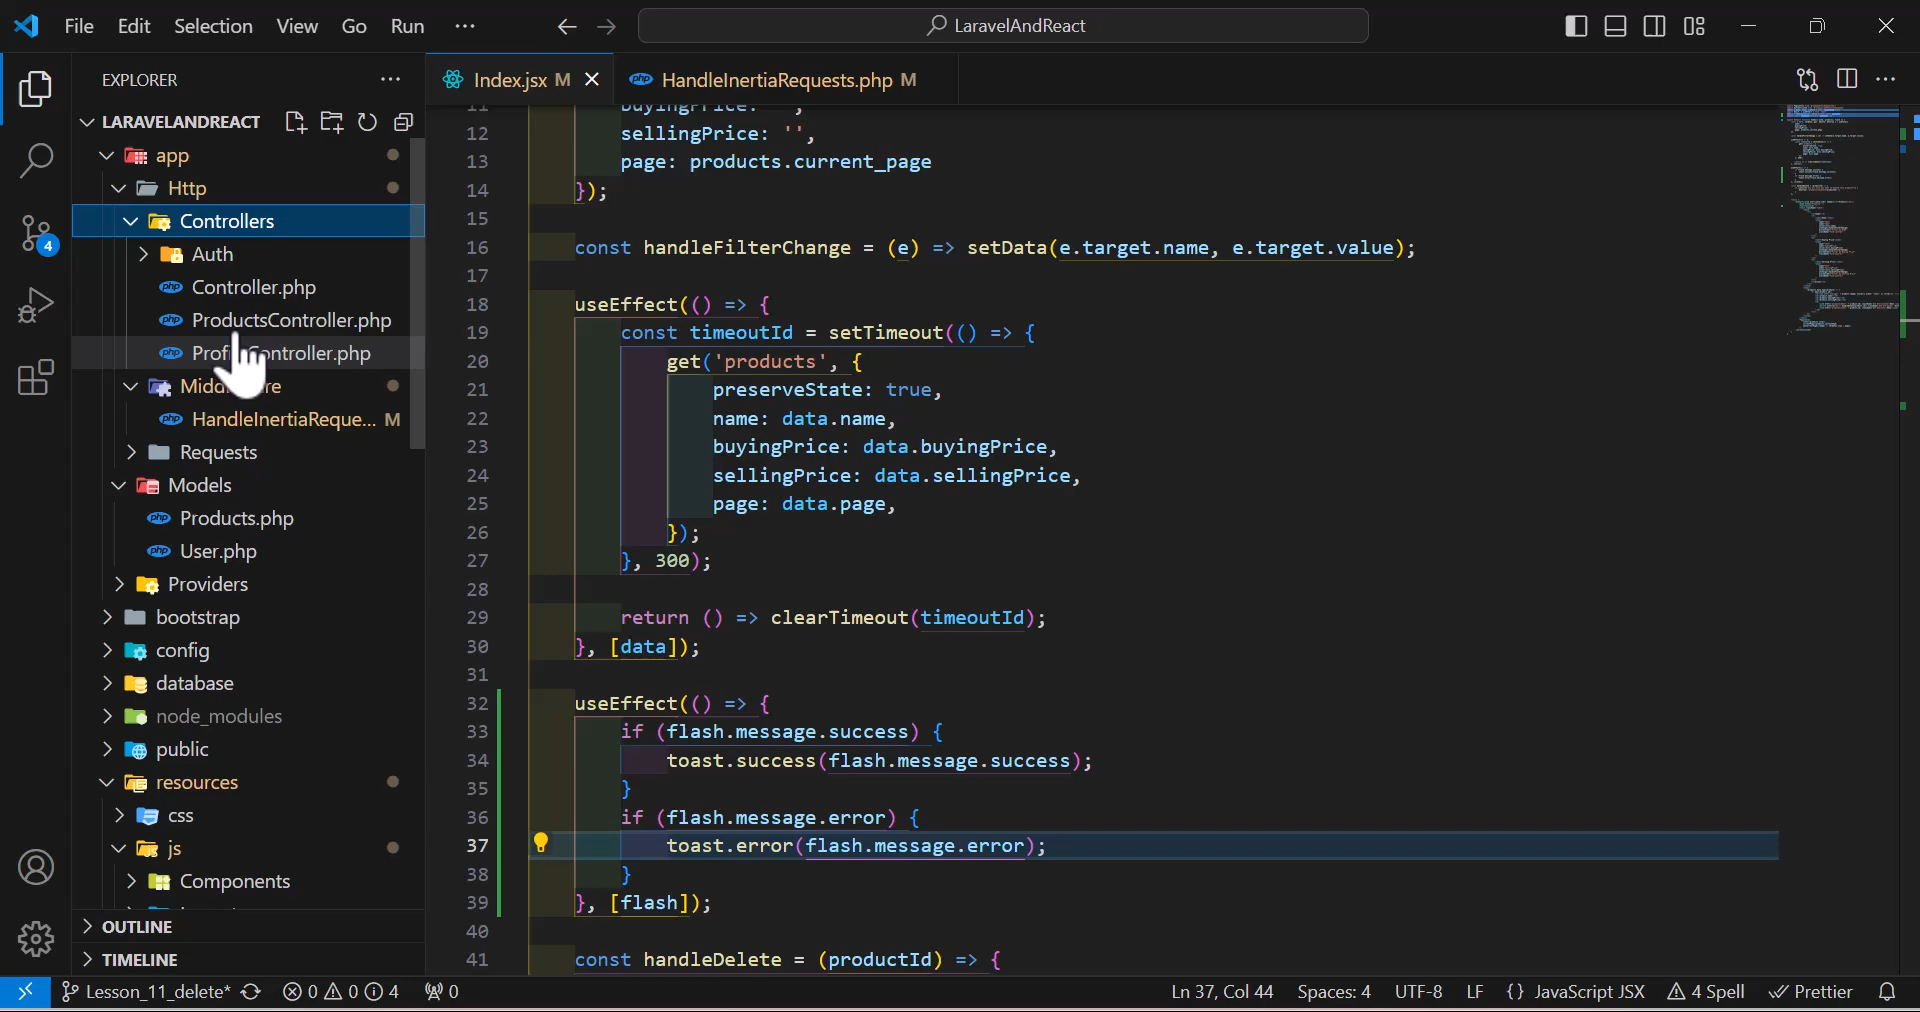 File Edit Selection View Go Run ··· LaravelAndReact
EXPLORER ···
LARAVELANDREACT
app
Http
Controllers
Auth
Controller.php
ProductsController.php
Controller.php
HandleInertiaReque... M
Requests
Models
Products.php
User.php
Providers
bootstrap
config
database
node_modules
public
resources
css
js
Components
OUTLINE
TIMELINE
Index.jsx M
php HandleInertiaRequests.php M
12 sellingPrice: '',
13 page: products.current_page
14 });
15
16 const handleFilterChange = (e) => setData(e.target.name, e.target.value);
17
18 useEffect(() => {
19 const timeoutId = setTimeout(() => {
20 get('products', {
21 preserveState: true,
22 name: data.name,
23 buyingPrice: data.buyingPrice,
24 sellingPrice: data.sellingPrice,
25 page: data.page,
26 });
27 }, 300);
28
29 return () => clearTimeout(timeoutId);
30 }, [data]);
31
32 useEffect(() => {
33 if (flash.message.success) {
34 toast.success(flash.message.success);
35 }
36 if (flash.message.error) {
37 toast.error(flash.message.error);
38 }
39 }, [flash]);
40
41 const handleDelete = (productId) => {
4
Lesson_11_delete* 0 0 4 0 Ln 37, Col 44 Spaces: 4 UTF-8 LF {} JavaScript JSX 4 Spell Prettier